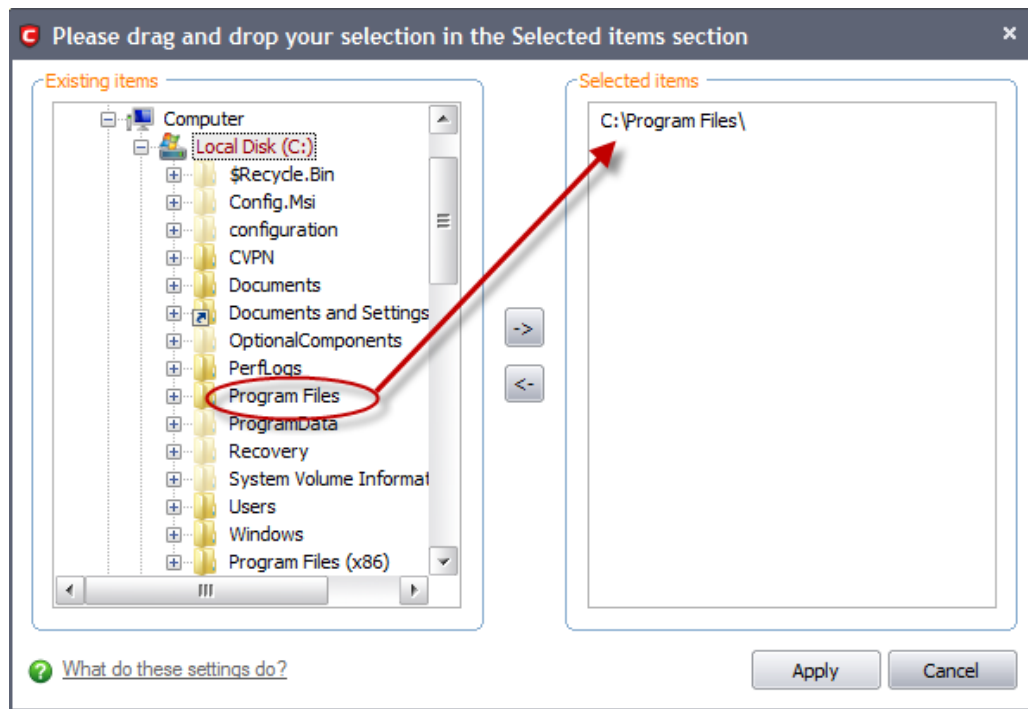 Please drag and drop your selection in the Selected items section
Existing items
Computer
Local Disk (C:)
$Recycle.Bin
Config.Msi
configuration
CVPN
Documents
Documents and Settings
OptionalComponents
PerfLogs
Program Files
ProgramData
Recovery
System Volume Informat
Users
Windows
Program Files (x86)
->
<-
Selected items
C:\Program Files\
What do these settings do?
Apply
Cancel